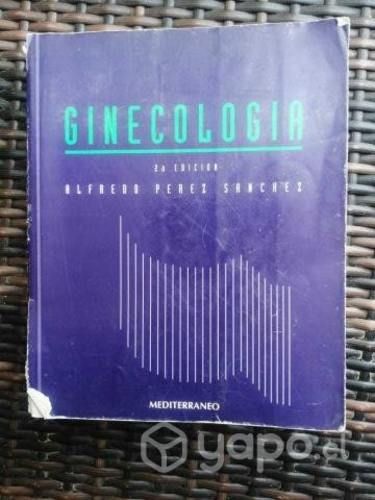 GINECOLOGIA
2a EDICION
ALFREDO PEREZ SANCHEZ
MEDITERRANEO
yapo.cl